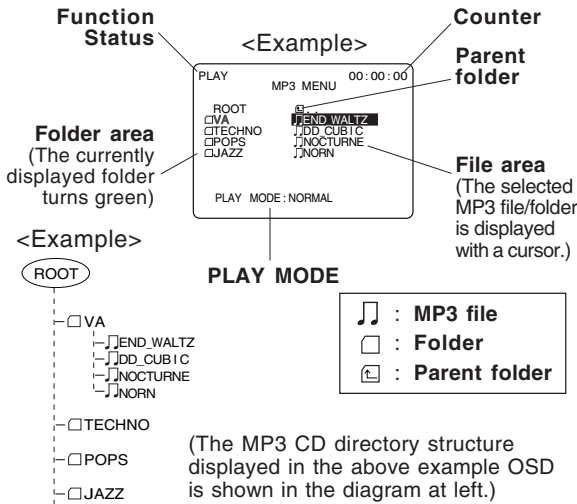 Function
Status
<Example>
Counter
Parent
folder
PLAY
00:00:00
MP3 MENU
ROOT
VA
TECHNO
POPS
JAZZ
. .
END_WALTZ
DD_CUBIC
NOCTURNE
NORN
PLAY MODE:NORMAL
Folder area
(The currently
displayed folder
turns green)
File area
(The selected
MP3 file/folder
is displayed
with a cursor.)
PLAY MODE
<Example>
ROOT
VA
END_WALTZ
DD_CUBIC
NOCTURNE
NORN
TECHNO
POPS
JAZZ
: MP3 file
: Folder
: Parent folder
(The MP3 CD directory structure
displayed in the above example OSD
is shown in the diagram at left.)